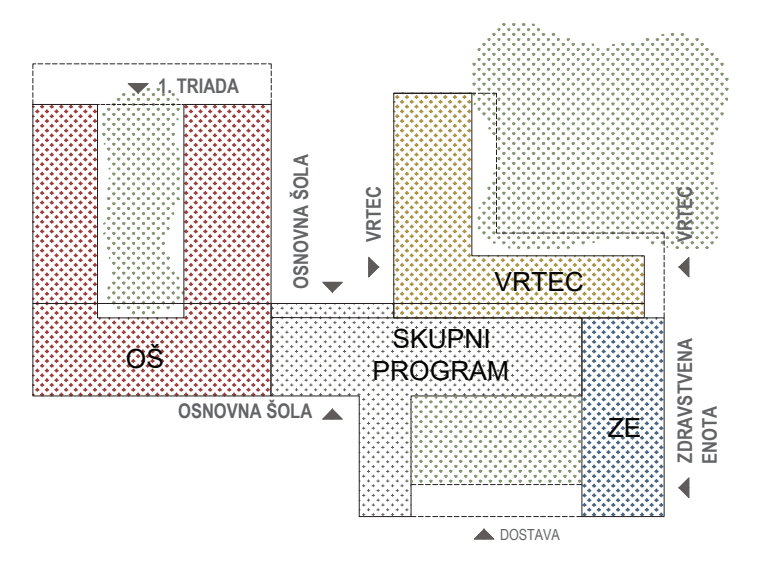 1. TRIADA
OSNOVNA ŠOLA
VRTEC
VRTEC
VRTEC
SKUPNI
PROGRAM
OŠ
OSNOVNA ŠOLA
ZE
ZDRAVSTVENA
ENOTA
DOSTAVA